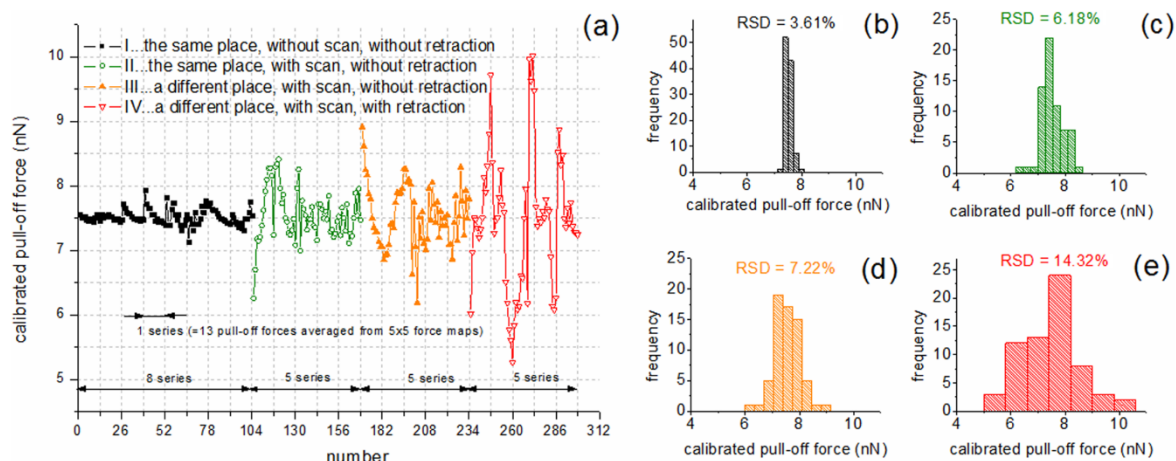 (a)
I...the same place, without scan, without retraction
II...the same place, with scan, without retraction
III...a different place, with scan, without retraction
IV...a different place, with scan, with retraction
calibrated pull-off force (nN)
10
9
8
7
6
5
1 series (=13 pull-off forces averaged from 5x5 force maps)
8 series
5 series
5 series
5 series
0 26 52 78 104 130 156 182 208 234 260 286 312
number
(b)
RSD = 3.61%
frequency
50
40
30
20
10
0
4 6 8 10
calibrated pull-off force (nN)
(c)
RSD = 6.18%
frequency
25
20
15
10
5
0
4 6 8 10
calibrated pull-off force (nN)
(d)
RSD = 7.22%
frequency
25
20
15
10
5
0
4 6 8 10
calibrated pull-off force (nN)
(e)
RSD = 14.32%
frequency
25
20
15
10
5
0
4 6 8 10
calibrated pull-off force (nN)